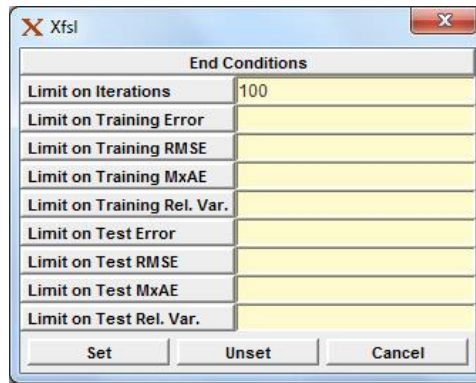 Xfsl
End Conditions
Limit on Iterations 100
Limit on Training Error
Limit on Training RMSE
Limit on Training MxAE
Limit on Training Rel. Var.
Limit on Test Error
Limit on Test RMSE
Limit on Test MxAE
Limit on Test Rel. Var.
Set Unset Cancel